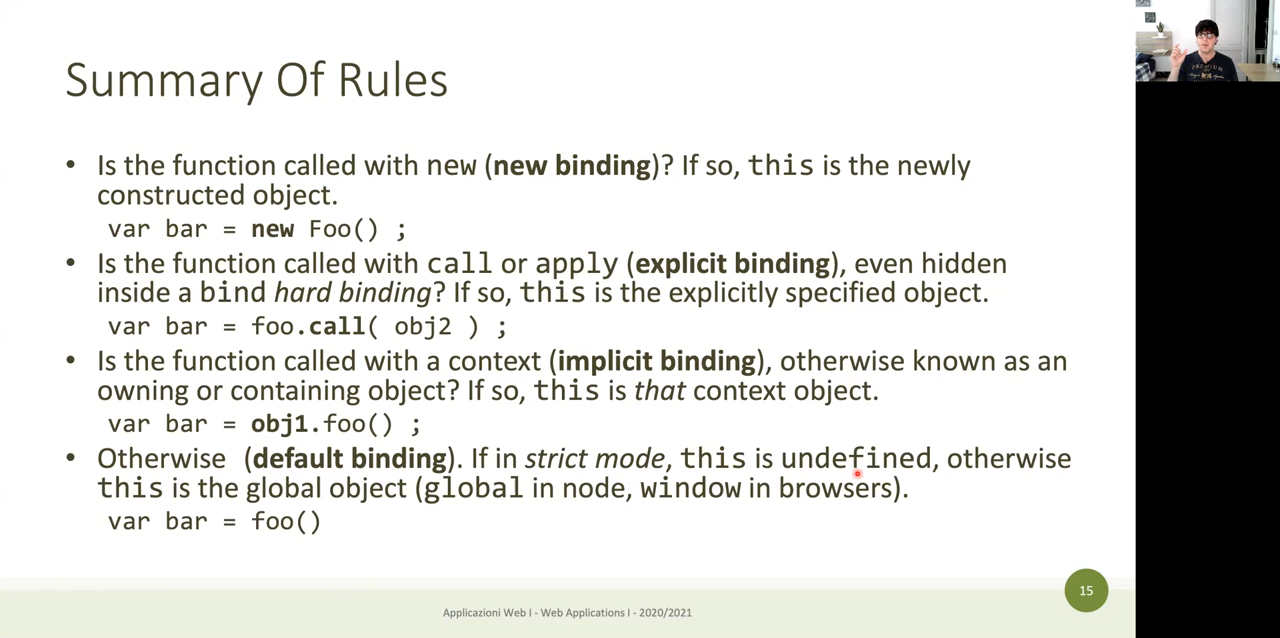 Summary Of Rules
• Is the function called with new (new binding)? If so, this is the newly
constructed object.
var bar = new Foo() ;
• Is the function called with call or apply (explicit binding), even hidden
inside a bind hard binding? If so, this is the explicitly specified object.
var bar = foo.call( obj2 ) ;
• Is the function called with a context (implicit binding), otherwise known as an
owning or containing object? If so, this is that context object.
var bar = obj1.foo() ;
• Otherwise (default binding). If in strict mode, this is undefined, otherwise
this is the global object (global in node, window in browsers).
var bar = foo()
15
Applicazioni Web I - Web Applications I - 2020/2021
PREMIUM